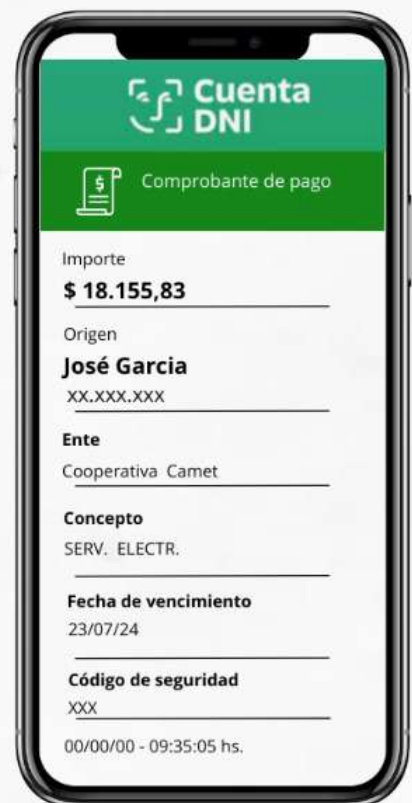 Cuenta
DNI
Comprobante de pago
Importe
$ 18.155,83
Origen
José Garcia
XX.XXX.XXX
Ente
Cooperativa Camet
Concepto
SERV. ELECTR.
Fecha de vencimiento
23/07/24
Código de seguridad
XXX
00/00/00 - 09:35:05 hs.